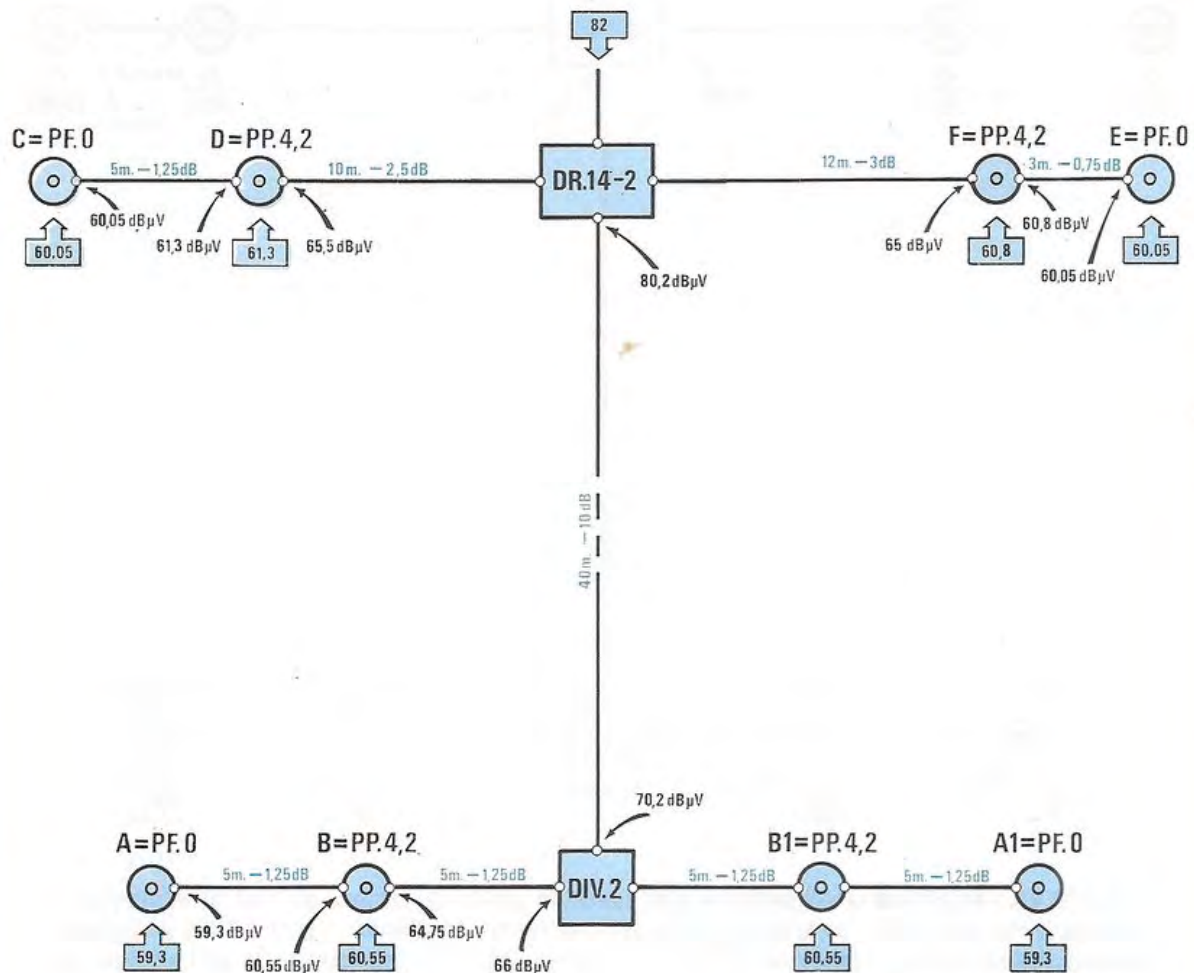 82
C=PF.0
D=PP.4,2
F=PP.4,2
E=PF.0
5m.-1,25dB
10m.-2,5dB
DR.14-2
12m.-3dB
3m.-0,75dB
60,05 dBµV
61,3 dBµV
65,5 dBµV
65 dBµV
60,8 dBµV
60,05 dBµV
60,05
61,3
60,8
60,05
80,2 dBµV
40m. -10dB
70,2 dBµV
A=PF.0
B=PP.4,2
B1=PP.4,2
A1=PF.0
5m.-1,25dB
5m.-1,25dB
DIV.2
5m.-1,25dB
5m.-1,25dB
59,3 dBµV
60,55 dBµV
64,75 dBµV
66 dBµV
59,3
60,55
60,55
59,3